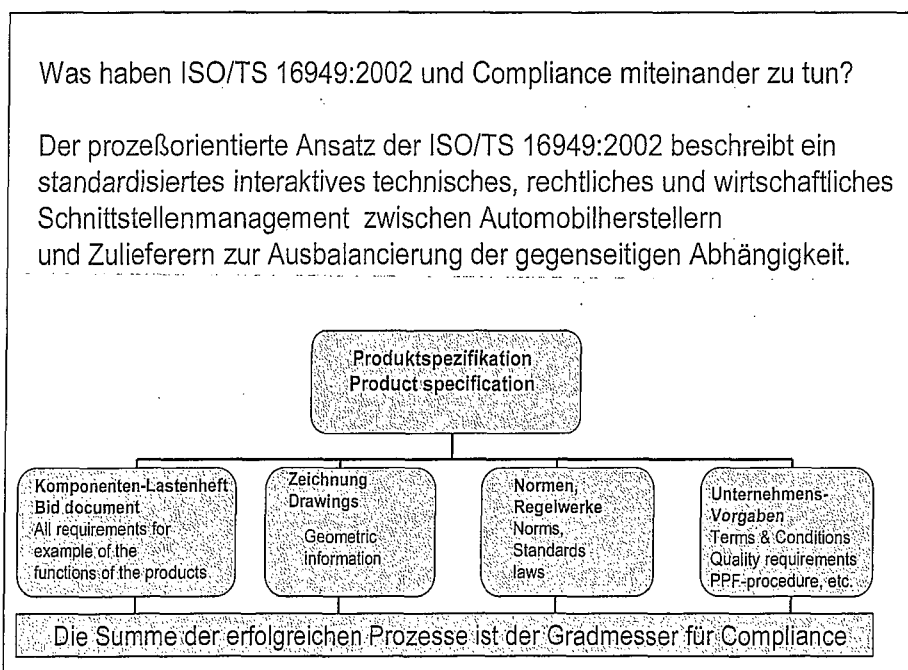 Was haben ISO/TS 16949:2002 und Compliance miteinander zu tun?
Der prozeßorientierte Ansatz der ISO/TS 16949:2002 beschreibt ein
standardisiertes interaktives technisches, rechtliches und wirtschaftliches
Schnittstellenmanagement zwischen Automobilherstellern
und Zulieferern zur Ausbalancierung der gegenseitigen Abhängigkeit.
Produktspezifikation
Product specification
Komponenten-Lastenheft
Bid document
All requirements for
example of the
functions of the products
Zeichnung
Drawings
Geometric
information
Normen,
Regelwerke
Norms,
Standards
laws
Unternehmens-
Vorgaben
Terms & Conditions
Quality requirements
PPF-procedure, etc.
Die Summe der erfolgreichen Prozesse ist der Gradmesser für Compliance